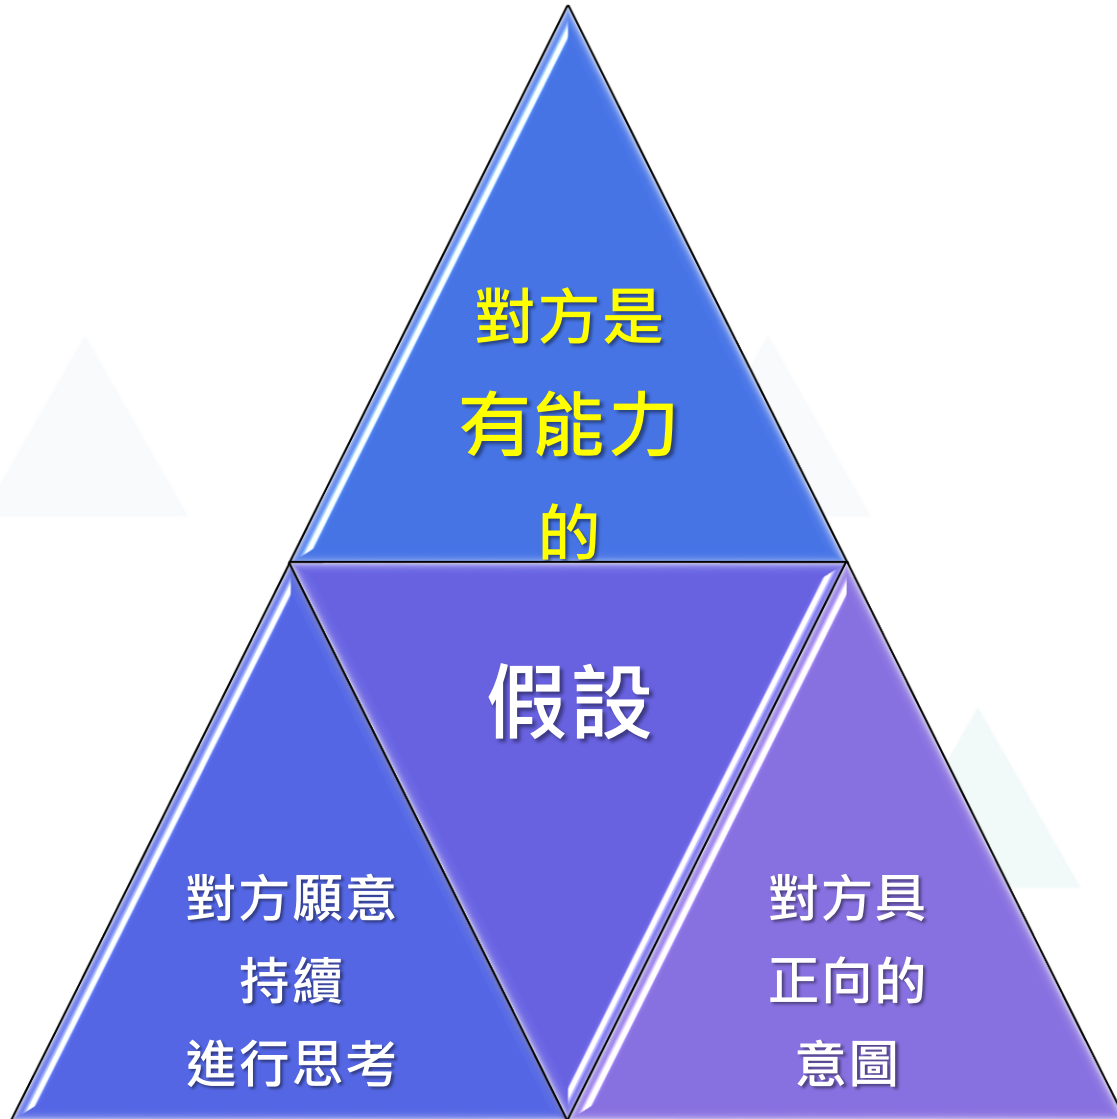 對方是
有能力
的
假設
對方願意
持續
進行思考
對方具
正向的
意圖